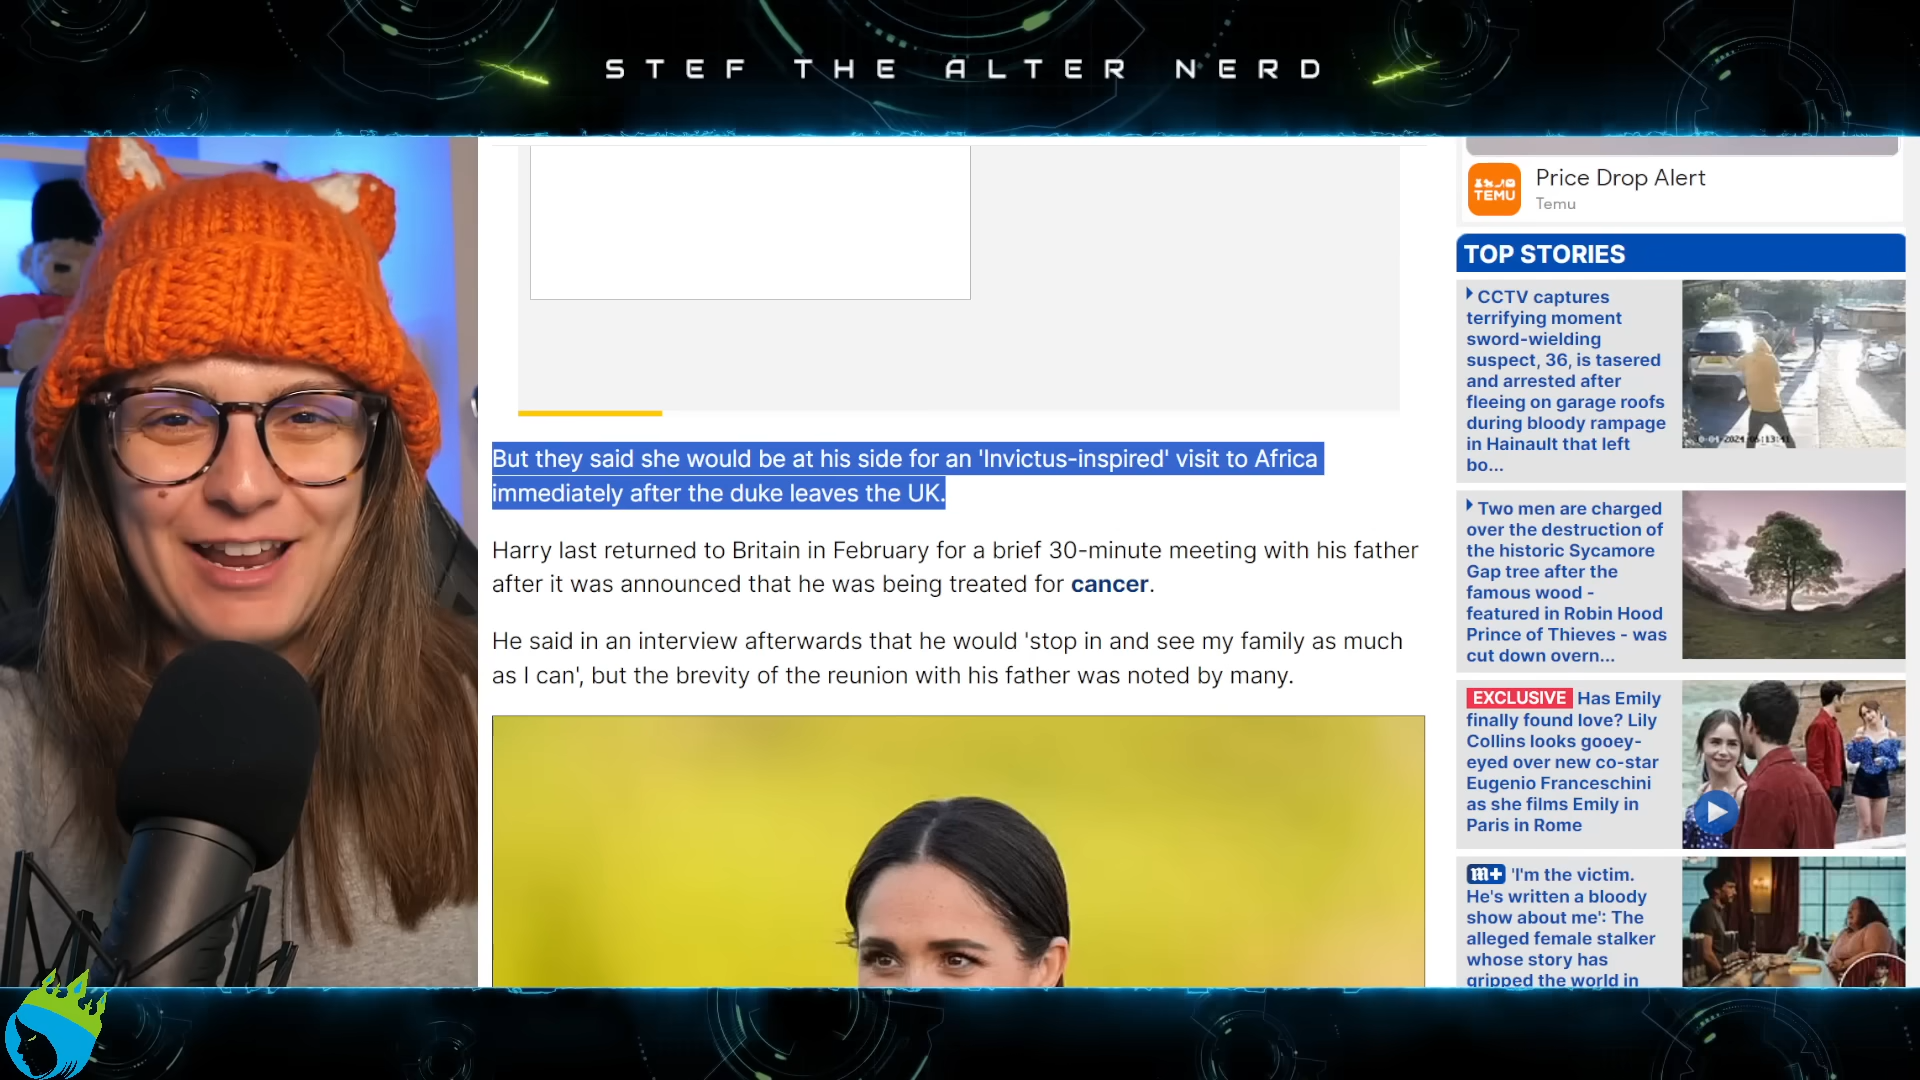 STEF THE ALTER NERD
But they said she would be at his side for an 'Invictus-inspired' visit to Africa
immediately after the duke leaves the UK.
Harry last returned to Britain in February for a brief 30-minute meeting with his father
after it was announced that he was being treated for cancer.
He said in an interview afterwards that he would 'stop in and see my family as much
as I can', but the brevity of the reunion with his father was noted by many.
TEMU
Price Drop Alert
Temu
TOP STORIES
CCTV captures
terrifying moment
sword-wielding
suspect, 36, is tasered
and arrested after
fleeing on garage roofs
during bloody rampage
in Hainault that left
bo...
Two men are charged
over the destruction of
the historic Sycamore
Gap tree after the
famous wood -
featured in Robin Hood
Prince of Thieves - was
cut down overn...
EXCLUSIVE Has Emily
finally found love? Lily
Collins looks gooey-
eyed over new co-star
Eugenio Franceschini
as she films Emily in
Paris in Rome
m+ 'I'm the victim.
He's written a bloody
show about me': The
alleged female stalker
whose story has
gripped the world in